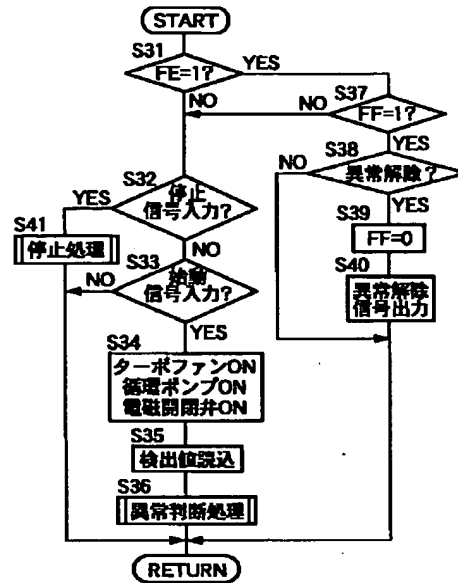 START
S31
FE=1?
YES
S37
NO
NO
FF=1?
S38
YES
S32
NO
異常解除?
YES
停止
信号入力?
S39
YES
S41
FF=0
停止処理
NO
S40
S33
NO
始動
信号入力?
異常解除
信号出力
YES
S34
ターボファンON
循環ポンプON
電磁開閉弁ON
S35
検出値読込
S36
異常判断処理
RETURN